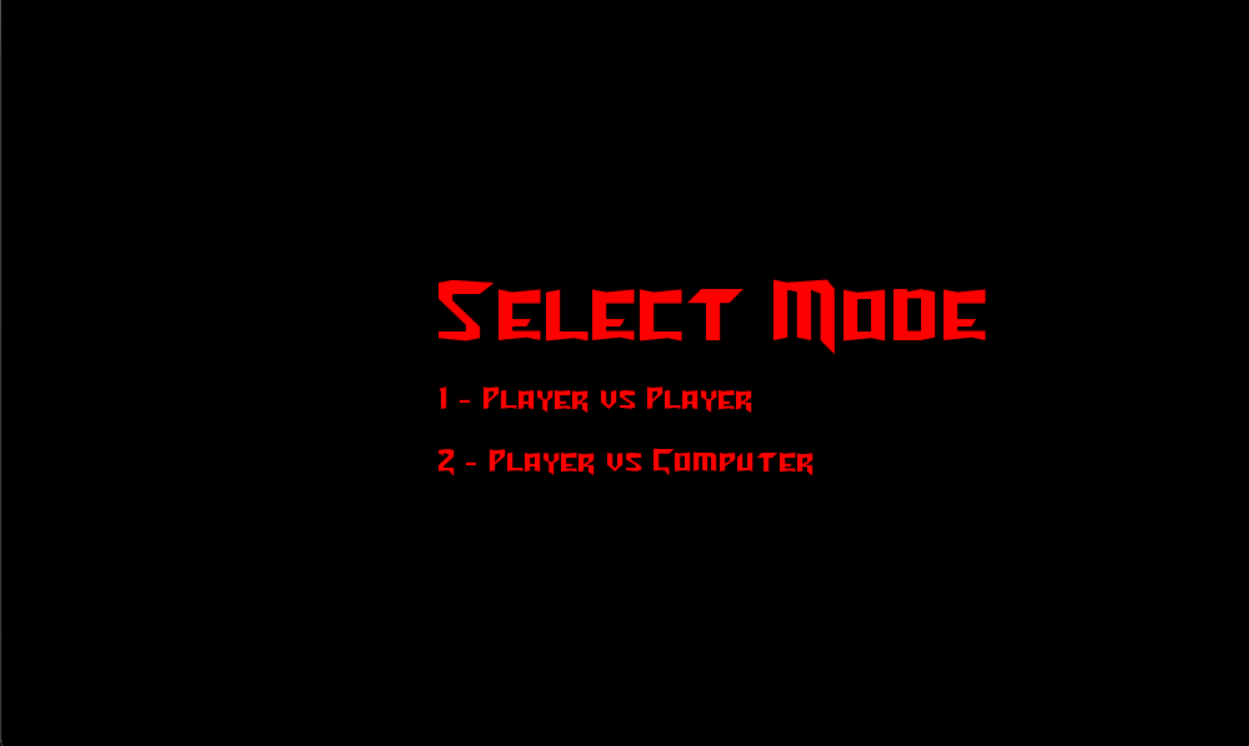 Select Mode
1 - Player vs Player
2 - Player vs Computer